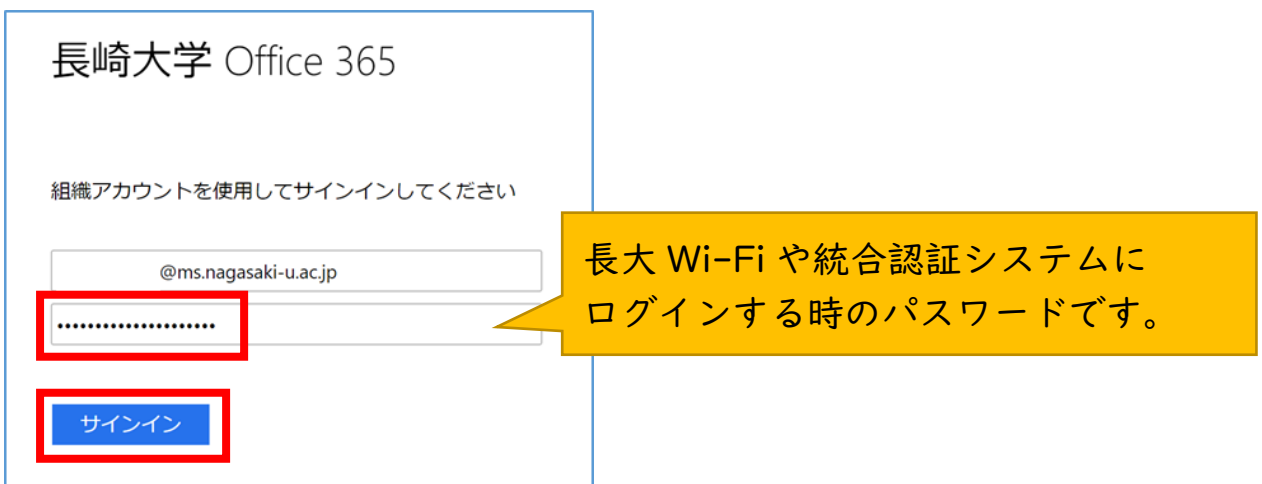 長崎大学 Office 365
組織アカウントを使用してサインインしてください
@ms.nagasaki-u.ac.jp
•••••••••••••••••••••
長大 Wi-Fi や統合認証システムに
ログインする時のパスワードです。
サインイン